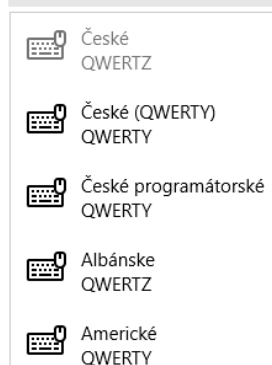 České
QWERTZ
České (QWERTY)
QWERTY
České programátorské
QWERTY
Albánske
QWERTZ
Americké
QWERTY